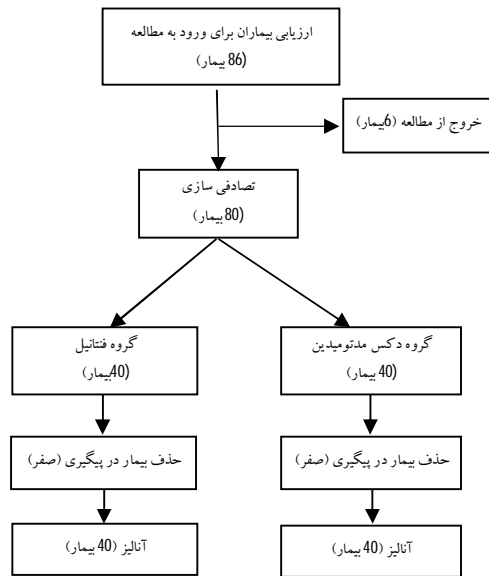 ارزیابی بیماران برای ورود به مطالعه
(86 بیمار)
خروج از مطالعه (6بیمار)
تصادفی سازی
(80 بیمار)
گروه دکس مدتومیدین
(40 بیمار)
گروه فنتانیل
(40بیمار)
حذف بیمار در پیگیری (صفر)
حذف بیمار در پیگیری (صفر)
آنالیز (40 بیمار)
آنالیز (40 بیمار)